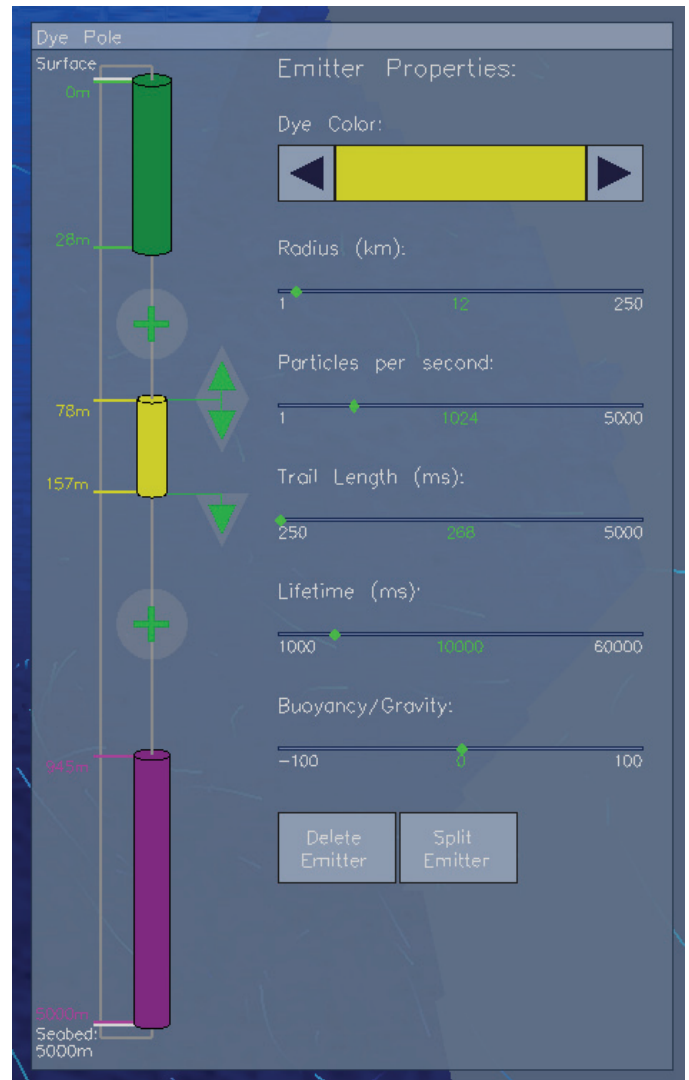 Dye Pole
Surface
0m
28m
78m
157m
945m
5000m
Seabed:
5000m
Emitter Properties:
Dye Color:
Radius (km):
1 12 250
Particles per second:
1 1024 5000
Trail Length (ms):
250 268 5000
Lifetime (ms):
1000 10000 60000
Buoyancy/Gravity:
-100 0 100
Delete
Emitter
Split
Emitter